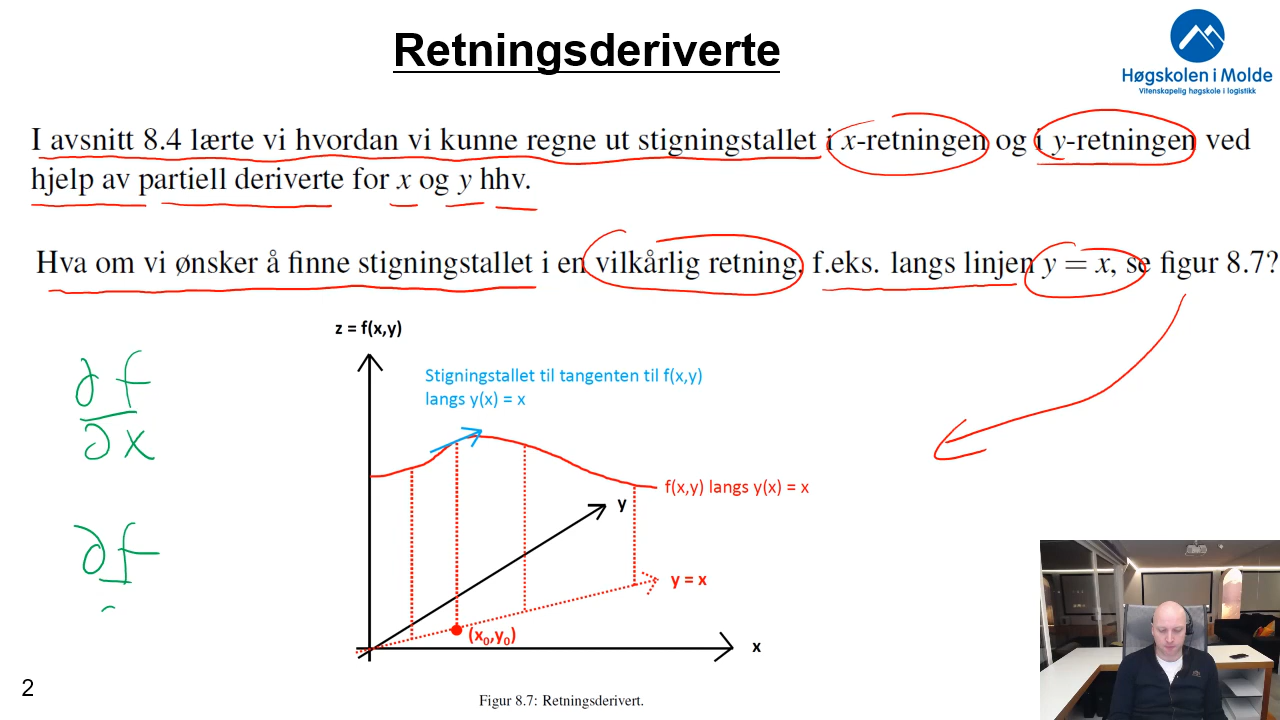 Retningsderiverte
Høgskolen i Molde
Vitenskapelig høgskole i logistikk
I avsnitt 8.4 lærte vi hvordan vi kunne regne ut stigningstallet i x-retningen og i y-retningen ved
hjelp av partiell deriverte for x og y hhv.
Hva om vi ønsker å finne stigningstallet i en vilkårlig retning, f.eks. langs linjen y = x, se figur 8.7?
z = f(x,y)
Stigningstallet til tangenten til f(x,y)
langs y(x) = x
∂f
∂x
f(x,y) langs y(x) = x
y
∂f
y = x
(x₀,y₀)
x
2
Figur 8.7: Retningsderivert.